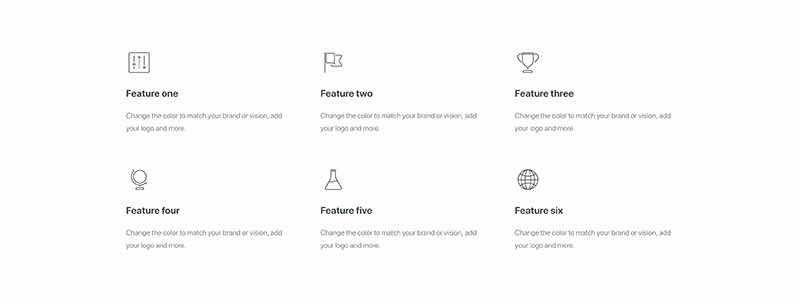 Feature one
Change the color to match your brand or vision, add
your logo and more.
Feature two
Change the color to match your brand or vision, add
your logo and more.
Feature three
Change the color to match your brand or vision, add
your logo and more.
Feature four
Change the color to match your brand or vision, add
your logo and more.
Feature five
Change the color to match your brand or vision, add
your logo and more.
Feature six
Change the color to match your brand or vision, add
your logo and more.